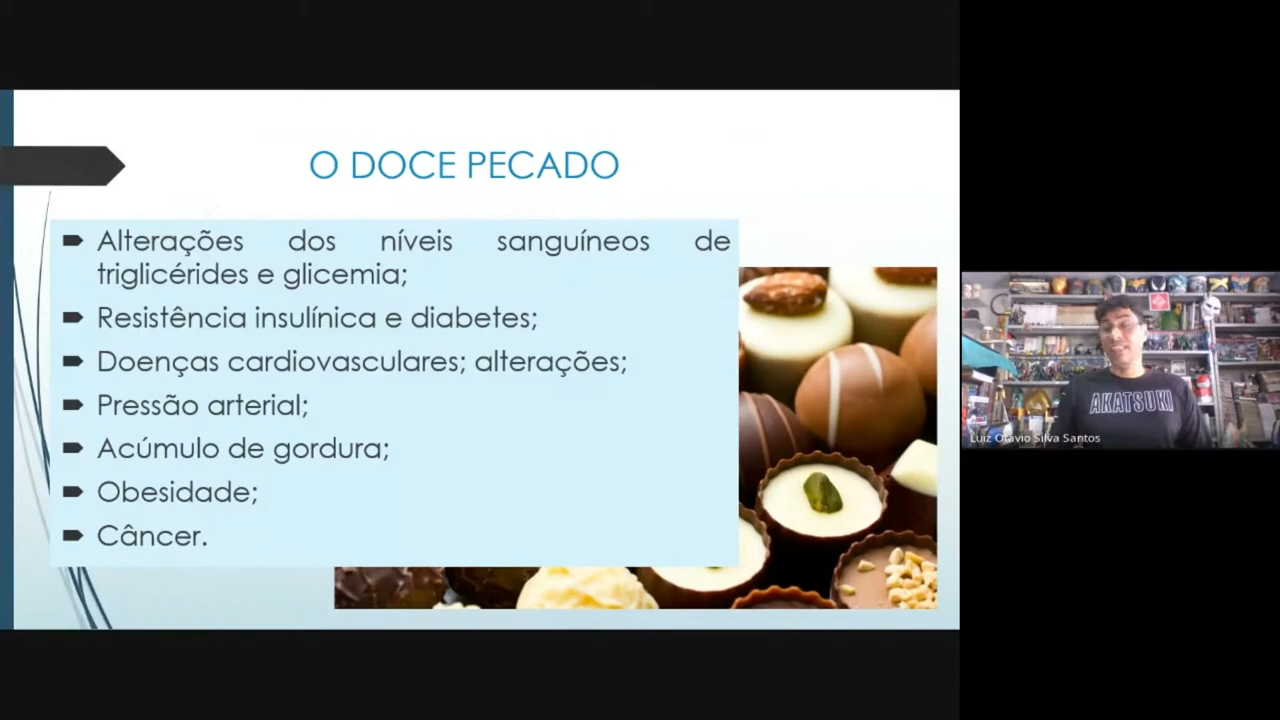 O DOCE PECADO
Alterações dos níveis sanguíneos de
triglicérides e glicemia;
Resistência insulínica e diabetes;
Doenças cardiovasculares; alterações;
Pressão arterial;
Acúmulo de gordura;
Obesidade;
Câncer.
AKATSUKI
Luiz Otavio Silva Santos